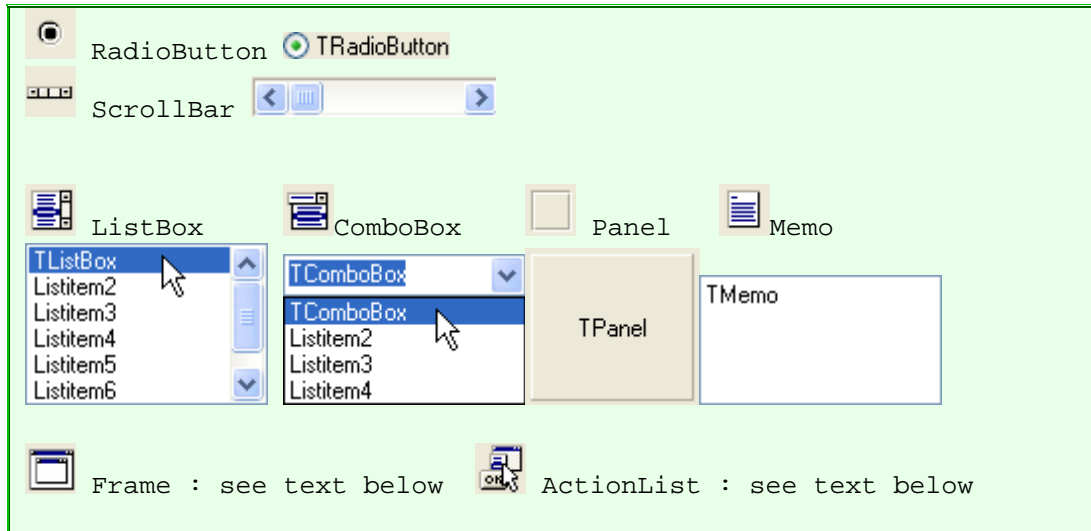 RadioButton TRadioButton
ScrollBar
ListBox ComboBox Panel Memo
TListBox
Listitem2
Listitem3
Listitem4
Listitem5
Listitem6
TComboBox
TComboBox
Listitem2
Listitem3
Listitem4
TPanel
TMemo
Frame : see text below ActionList : see text below